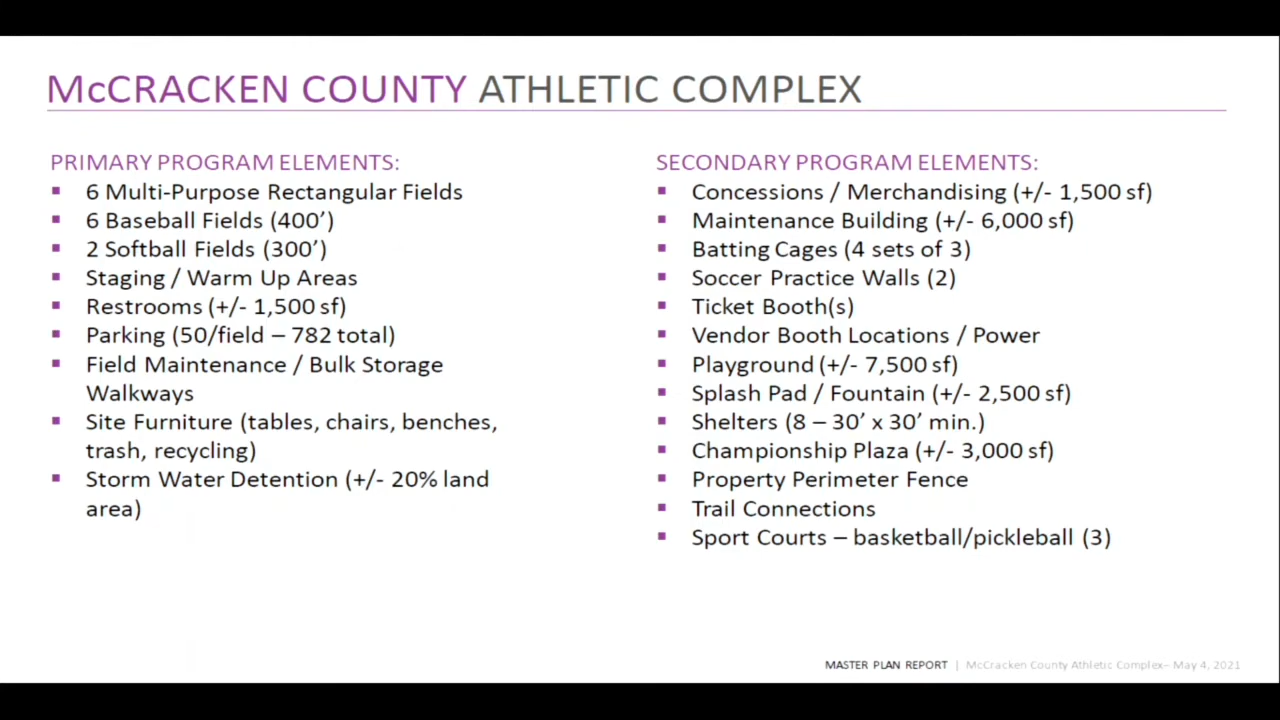 McCRACKEN COUNTY ATHLETIC COMPLEX
PRIMARY PROGRAM ELEMENTS:
▪ 6 Multi-Purpose Rectangular Fields
▪ 6 Baseball Fields (400’)
▪ 2 Softball Fields (300’)
▪ Staging / Warm Up Areas
▪ Restrooms (+/- 1,500 sf)
▪ Parking (50/field – 782 total)
▪ Field Maintenance / Bulk Storage
Walkways
▪ Site Furniture (tables, chairs, benches,
trash, recycling)
▪ Storm Water Detention (+/- 20% land
area)
SECONDARY PROGRAM ELEMENTS:
▪ Concessions / Merchandising (+/- 1,500 sf)
▪ Maintenance Building (+/- 6,000 sf)
▪ Batting Cages (4 sets of 3)
▪ Soccer Practice Walls (2)
▪ Ticket Booth(s)
▪ Vendor Booth Locations / Power
▪ Playground (+/- 7,500 sf)
▪ Splash Pad / Fountain (+/- 2,500 sf)
▪ Shelters (8 – 30’ x 30’ min.)
▪ Championship Plaza (+/- 3,000 sf)
▪ Property Perimeter Fence
▪ Trail Connections
▪ Sport Courts – basketball/pickleball (3)
MASTER PLAN REPORT | McCracken County Athletic Complex– May 4, 2021